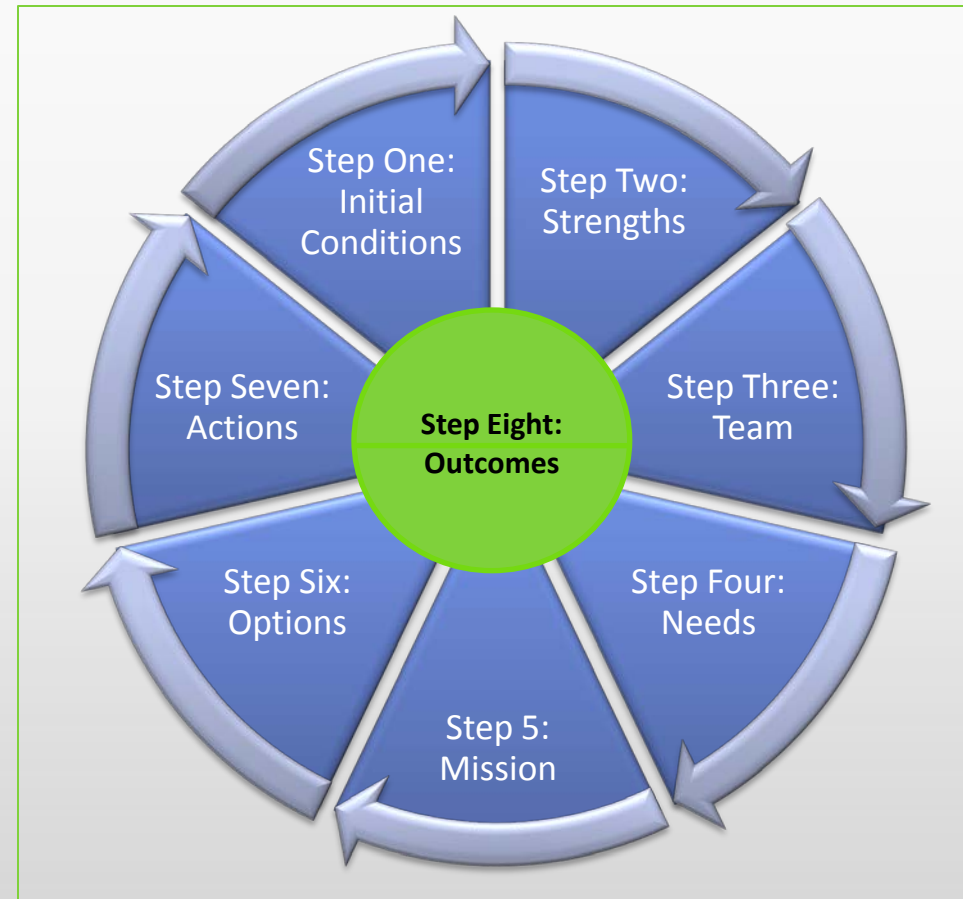 Step One:
Initial
Conditions
Step Two:
Strengths
Step Three:
Team
Step Four:
Needs
Step 5:
Mission
Step Six:
Options
Step Seven:
Actions
Step Eight:
Outcomes